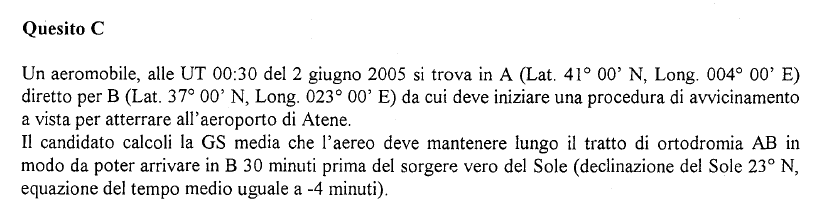 Quesito C
Un aeromobile, alle UT 00:30 del 2 giugno 2005 si trova in A (Lat. 41° 00' N, Long. 004° 00' E)
diretto per B (Lat. 37° 00' N, Long. 023° 00' E) da cui deve iniziare una procedura di avvicinamento
a vista per atterrare all'aeroporto di Atene.
Il candidato calcoli la GS media che l'aereo deve mantenere lungo il tratto di ortodromia AB in
modo da poter arrivare in B 30 minuti prima del sorgere vero del Sole (declinazione del Sole 23° N,
equazione del tempo medio uguale a -4 minuti).